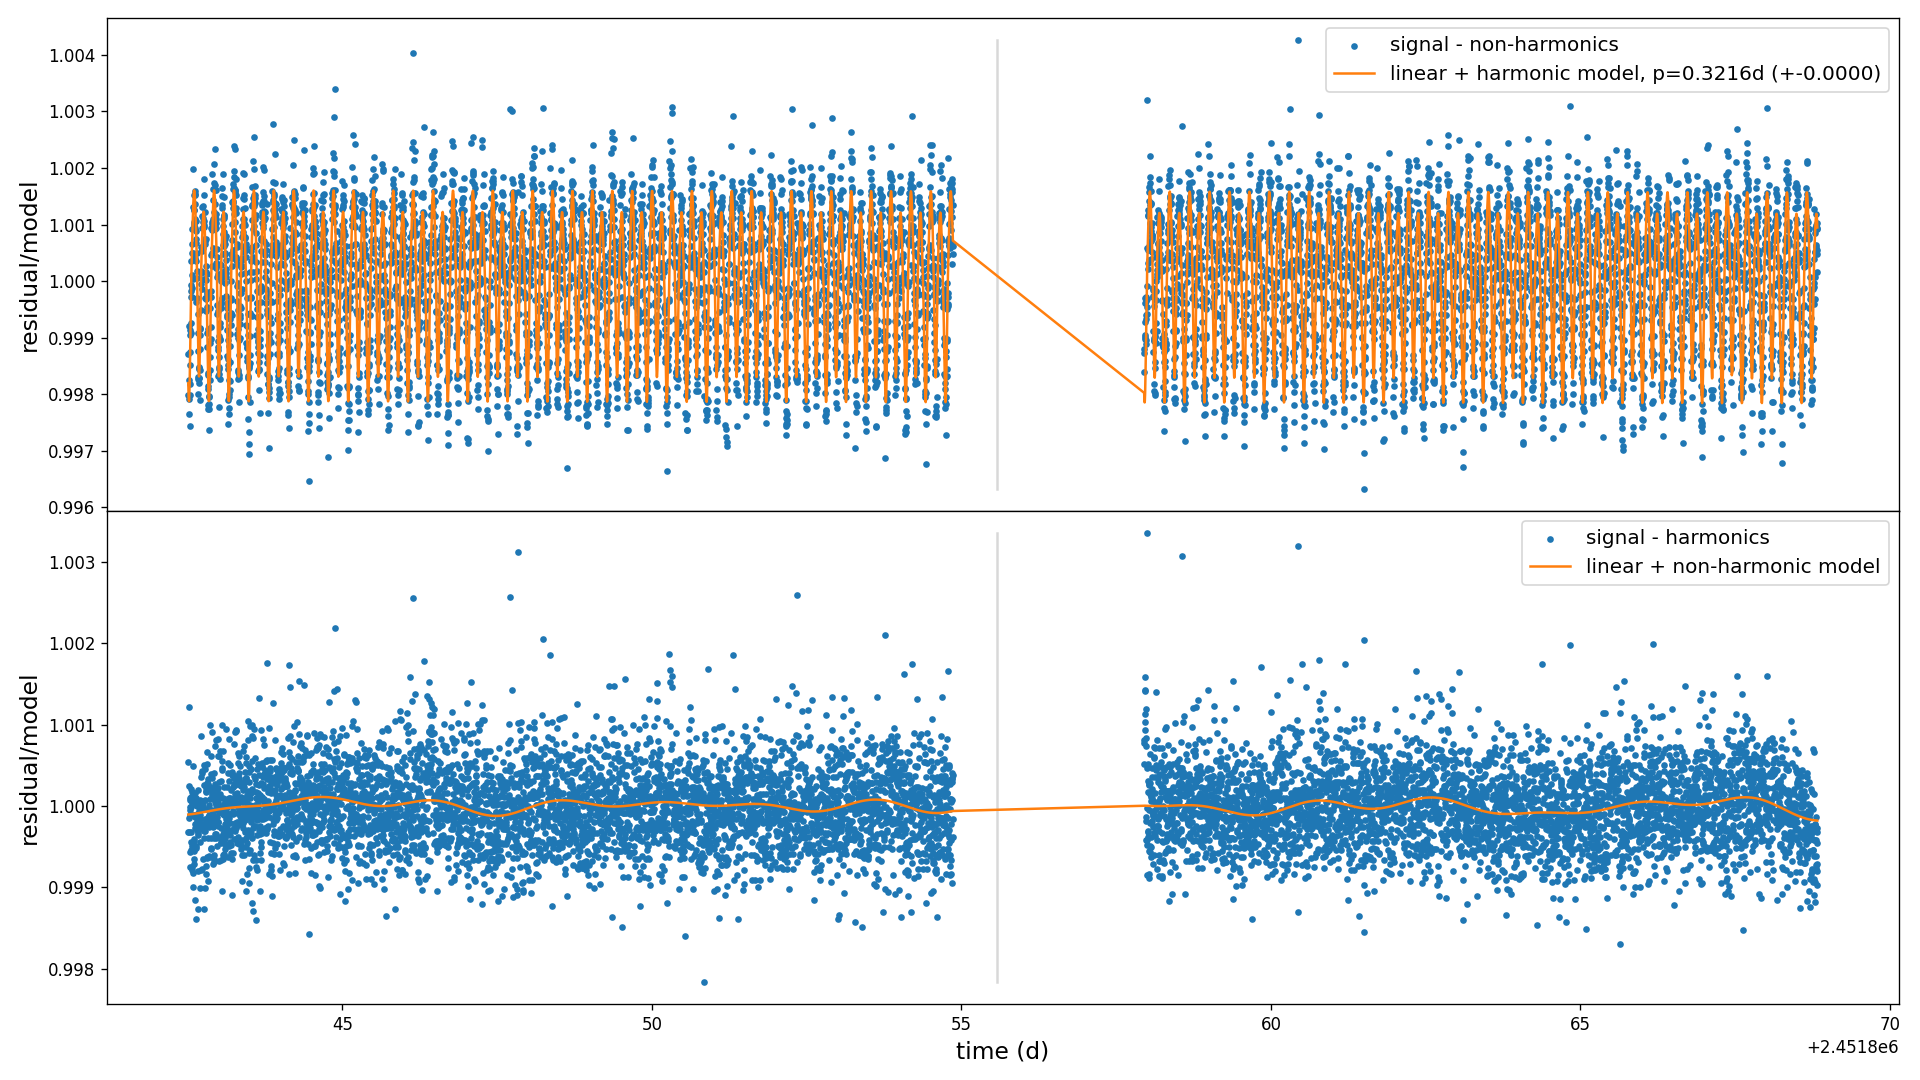 signal - non-harmonics
linear + harmonic model, p=0.3216d (+-0.0000)
1.004
1.003
1.002
1.001
1.000
0.999
0.998
0.997
0.996
residual/model
signal - harmonics
linear + non-harmonic model
1.003
1.002
1.001
1.000
0.999
0.998
residual/model
45
50
55
60
65
70
time (d)
+2.4518e6